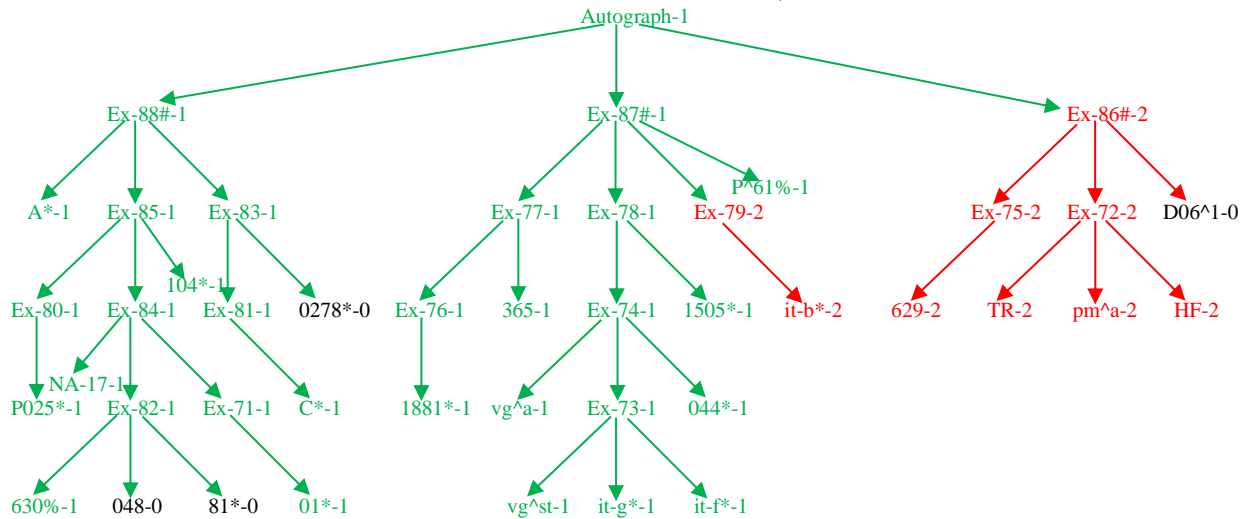 Autograph-1
Ex-88#-1 Ex-87#-1 Ex-86#-2
P^61%-1
A*-1 Ex-85-1 Ex-83-1 Ex-77-1 Ex-78-1 Ex-79-2 Ex-75-2 Ex-72-2 D06^1-0
104*-1
Ex-80-1 Ex-84-1 Ex-81-1 0278*-0 Ex-76-1 365-1 Ex-74-1 1505*-1 it-b*-2 629-2 TR-2 pm^a-2 HF-2
NA-17-1
P025*-1 Ex-82-1 Ex-71-1 C*-1 1881*-1 vg^a-1 Ex-73-1 044*-1
630%-1 048-0 81*-0 01*-1 vg^st-1 it-g*-1 it-f*-1